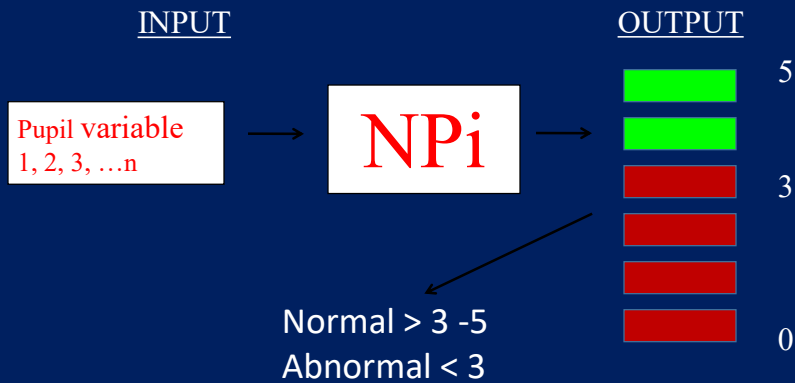 INPUT
OUTPUT
5
Pupil variable
1, 2, 3, …n
NPi
3
Normal > 3 -5
0
Abnormal < 3